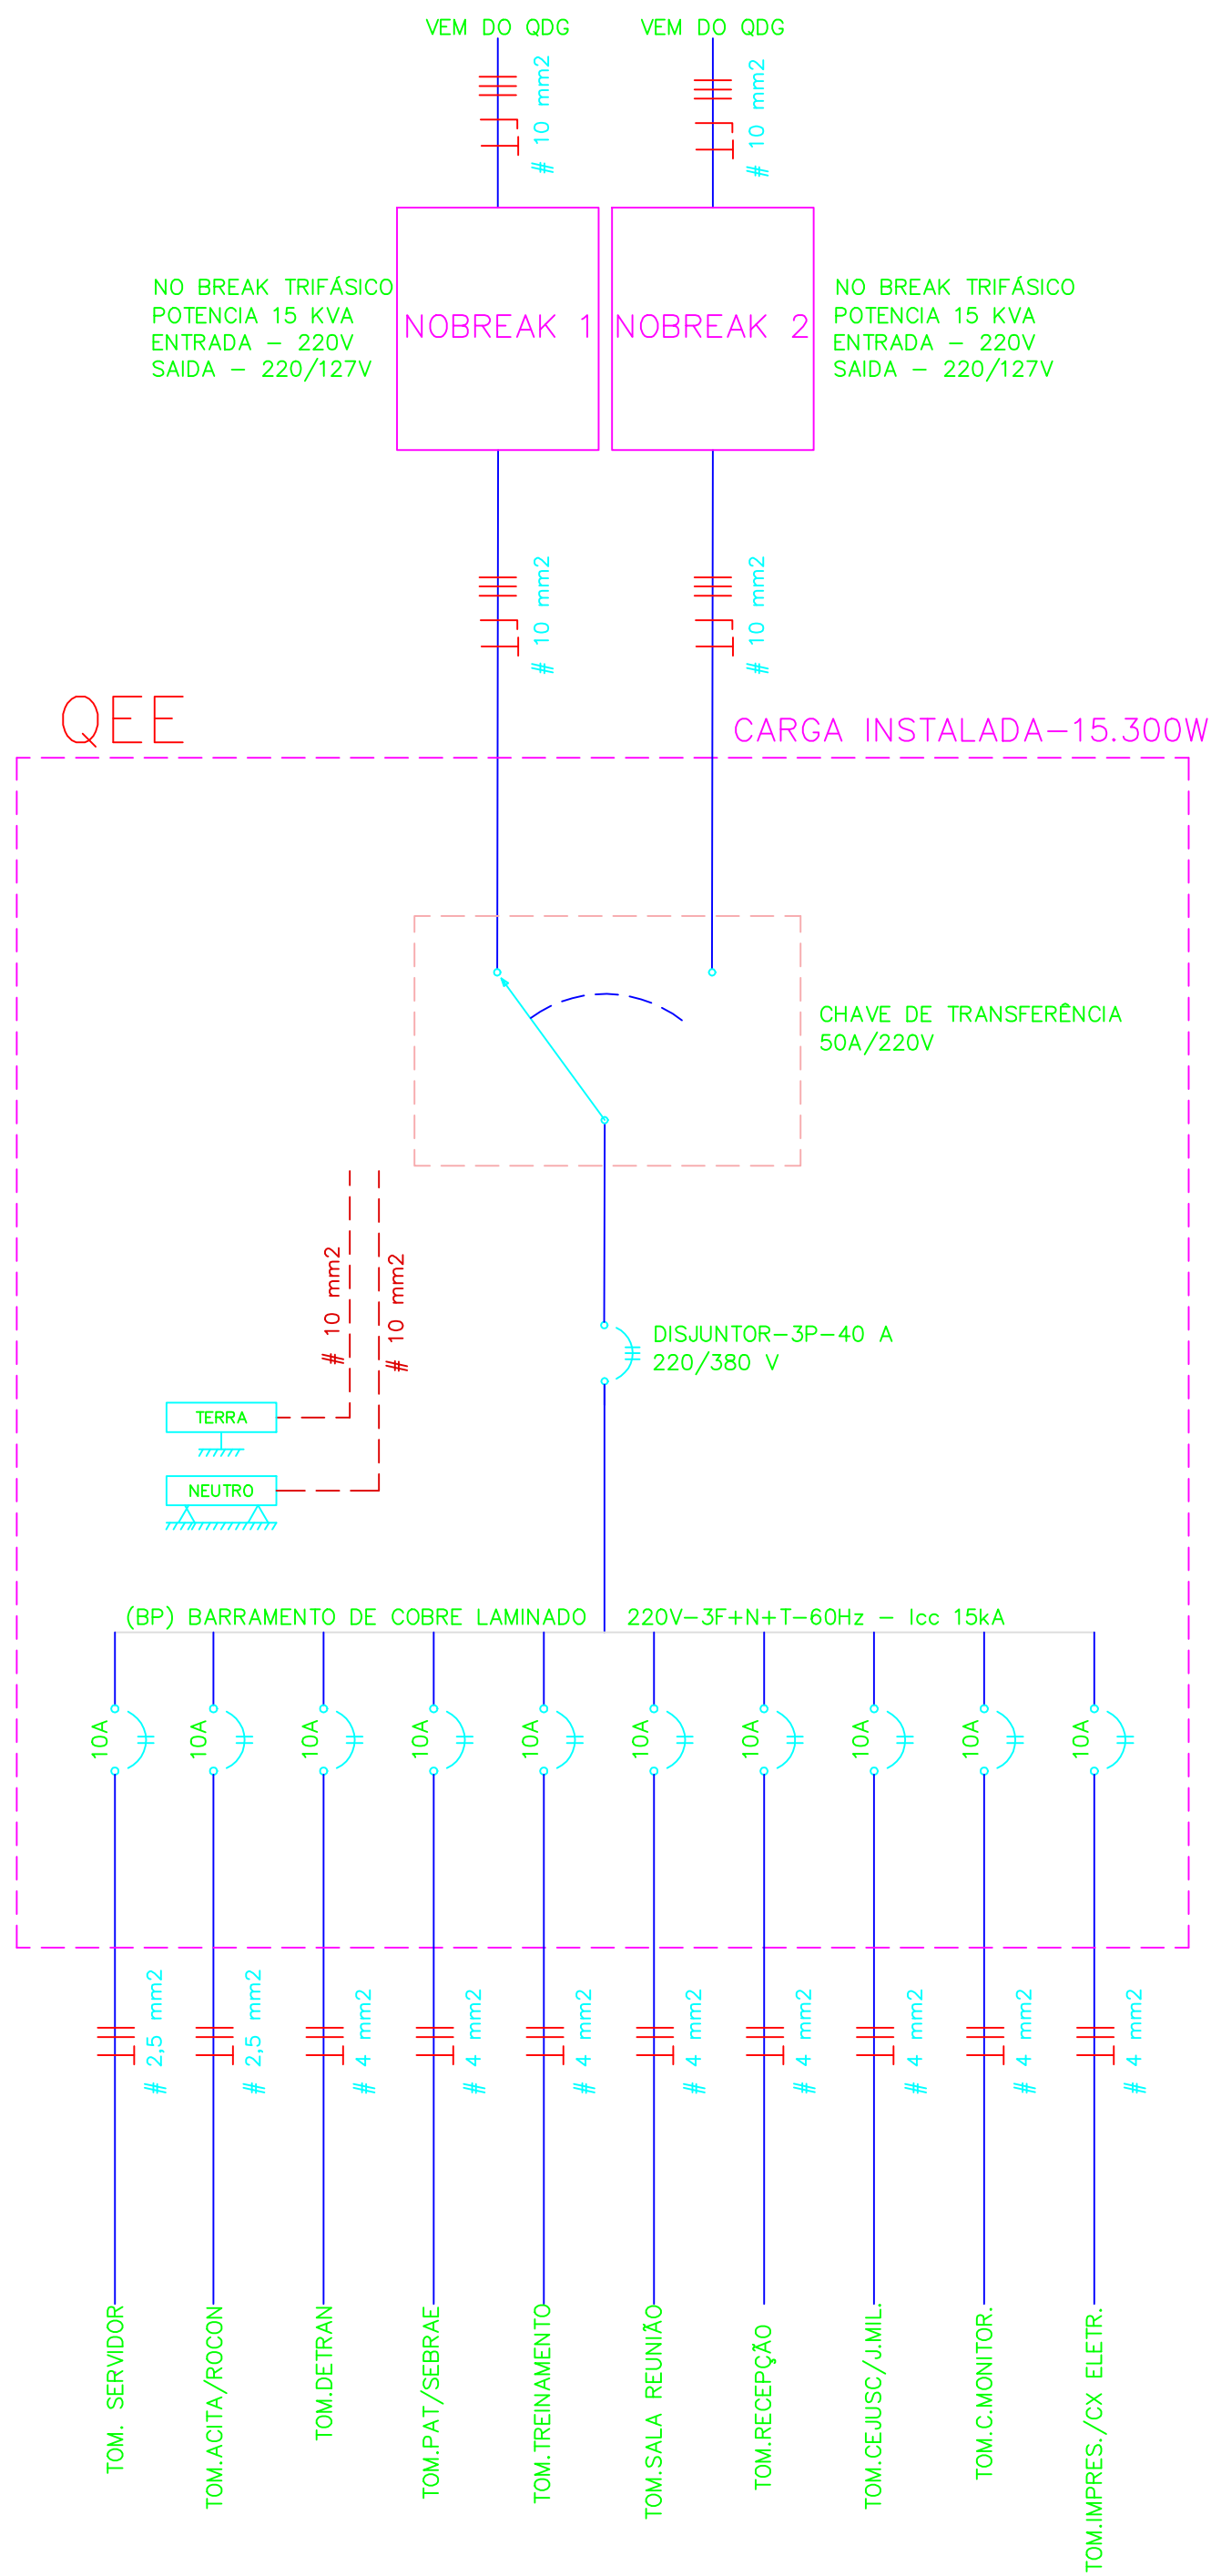 VEM DO QDG
VEM DO QDG
# 10 mm2
# 10 mm2
NO BREAK TRIFÁSICO
POTENCIA 15 KVA
ENTRADA - 220V
SAIDA - 220/127V
NOBREAK 1
NOBREAK 2
NO BREAK TRIFÁSICO
POTENCIA 15 KVA
ENTRADA - 220V
SAIDA - 220/127V
# 10 mm2
# 10 mm2
QEE
CARGA INSTALADA-15.300W
CHAVE DE TRANSFERÊNCIA
50A/220V
# 10 mm2
# 10 mm2
DISJUNTOR-3P-40 A
220/380 V
TERRA
NEUTRO
(BP) BARRAMENTO DE COBRE LAMINADO 220V-3F+N+T-60Hz - Icc 15kA
10A
10A
10A
10A
10A
10A
10A
10A
10A
10A
# 2,5 mm2
# 2,5 mm2
# 4 mm2
# 4 mm2
# 4 mm2
# 4 mm2
# 4 mm2
# 4 mm2
# 4 mm2
# 4 mm2
TOM. SERVIDOR
TOM.ACITA/ROCON
TOM.DETRAN
TOM.PAT/SEBRAE
TOM.TREINAMENTO
TOM.SALA REUNIÃO
TOM.RECEPÇÃO
TOM.CEJUSC/J.MIL.
TOM.C.MONITOR.
TOM.IMPRES./CX ELETR.